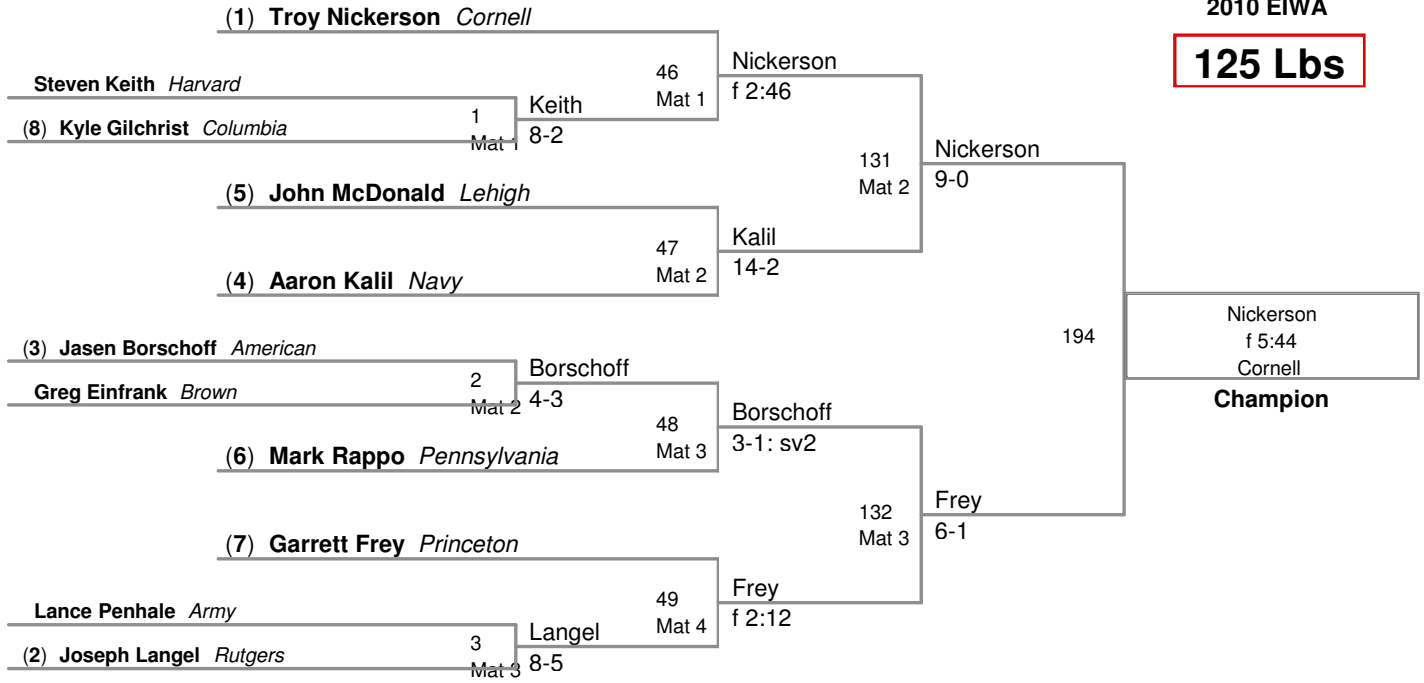 2010 EIWA
125 Lbs
(1) Troy Nickerson Cornell
Steven Keith Harvard
(8) Kyle Gilchrist Columbia
1
Mat 1
Keith
8-2
46
Mat 1
Nickerson
f 2:46
(5) John McDonald Lehigh
(4) Aaron Kalil Navy
47
Mat 2
Kalil
14-2
131
Mat 2
Nickerson
9-0
(3) Jasen Borschoff American
Greg Einfrank Brown
2
Mat 2
Borschoff
4-3
(6) Mark Rappo Pennsylvania
48
Mat 3
Borschoff
3-1: sv2
(7) Garrett Frey Princeton
Lance Penhale Army
(2) Joseph Langel Rutgers
3
Mat 3
Langel
8-5
49
Mat 4
Frey
f 2:12
132
Mat 3
Frey
6-1
194
Nickerson
f 5:44
Cornell
Champion